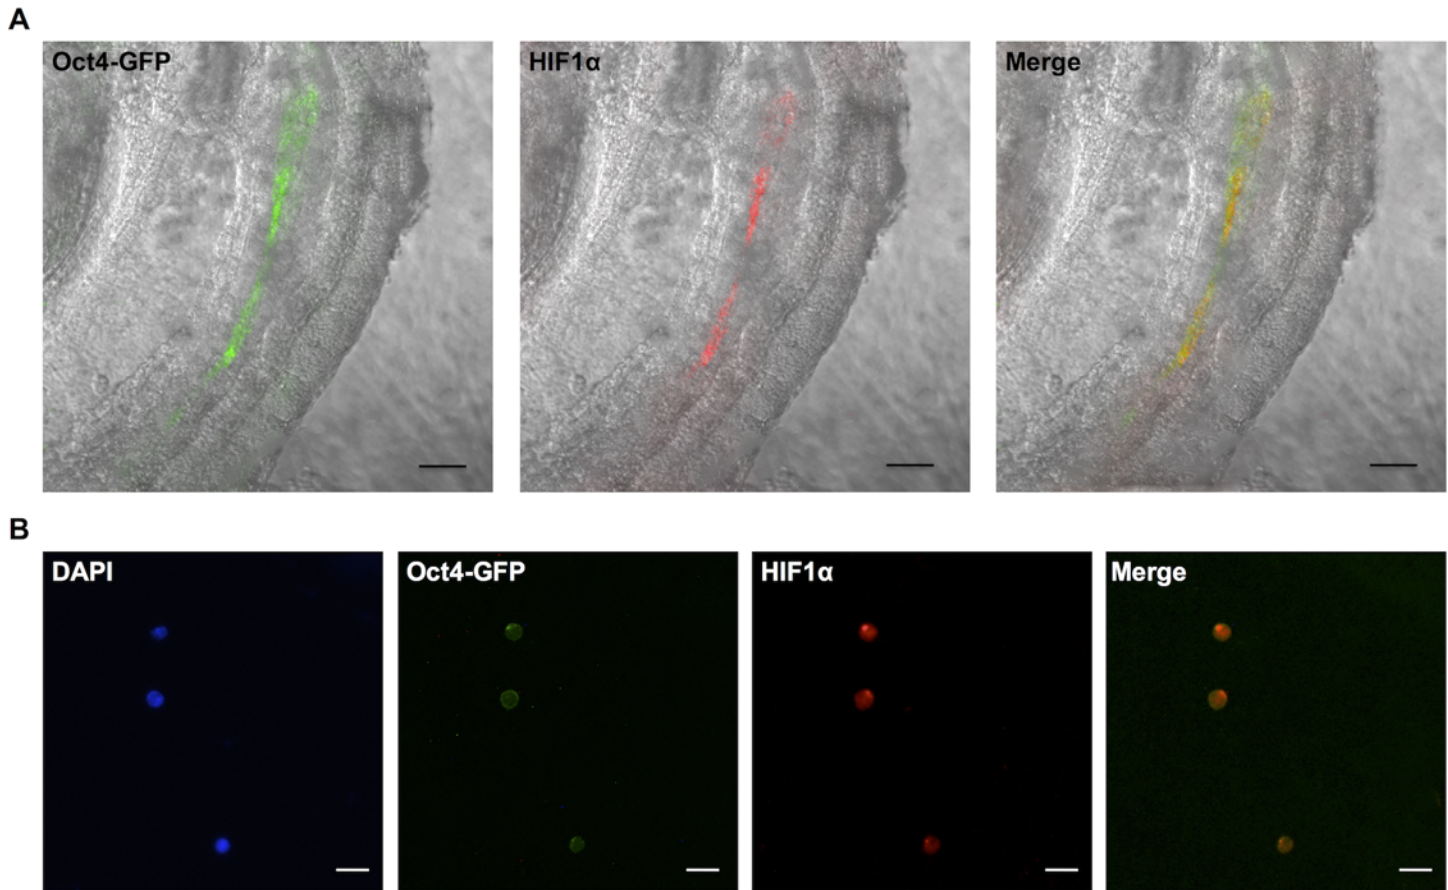 A
Oct4-GFP
HIF1α
Merge
B
DAPI
Oct4-GFP
HIF1α
Merge